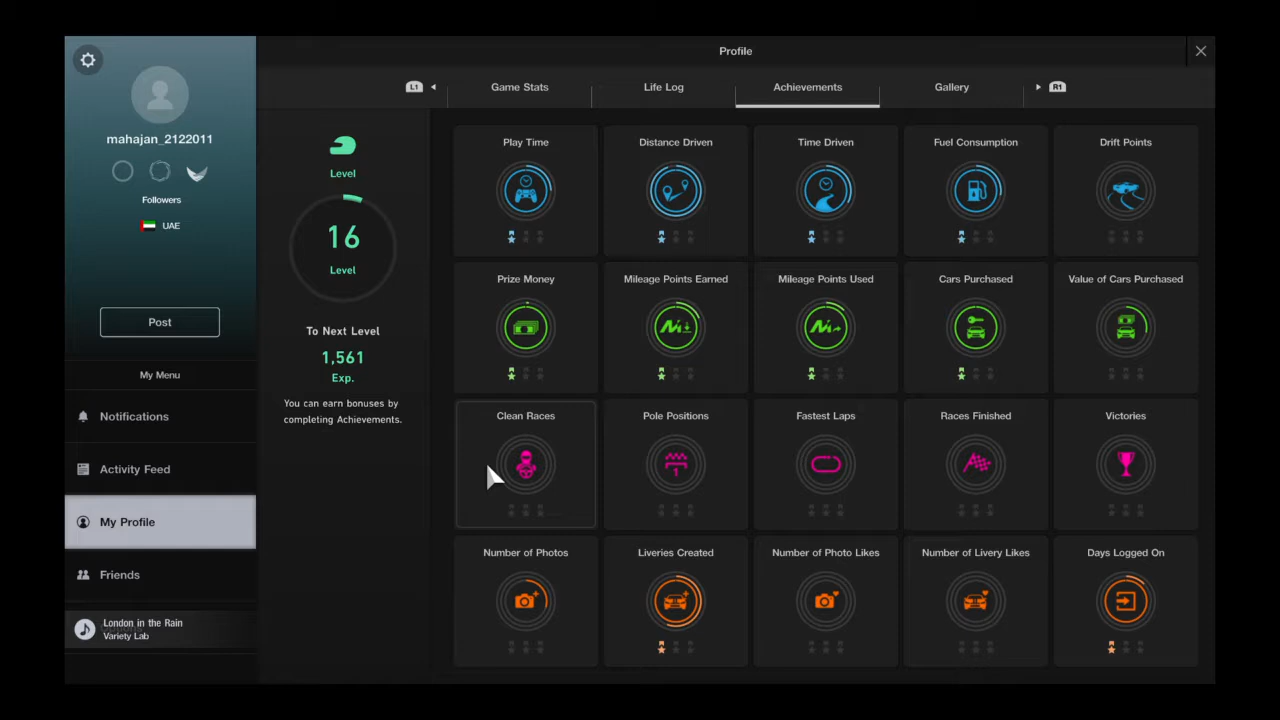 Profile
L1
Game Stats
Life Log
Achievements
Gallery
R1
mahajan_2122011
Followers
UAE
Post
My Menu
Notifications
Activity Feed
My Profile
Friends
London in the Rain
Variety Lab
Level
16
Level
To Next Level
1,561
Exp.
You can earn bonuses by
completing Achievements.
Play Time
Distance Driven
Time Driven
Fuel Consumption
Drift Points
Prize Money
Mileage Points Earned
Mileage Points Used
Cars Purchased
Value of Cars Purchased
Clean Races
Pole Positions
1
Fastest Laps
Races Finished
Victories
Number of Photos
Liveries Created
Number of Photo Likes
Number of Livery Likes
Days Logged On